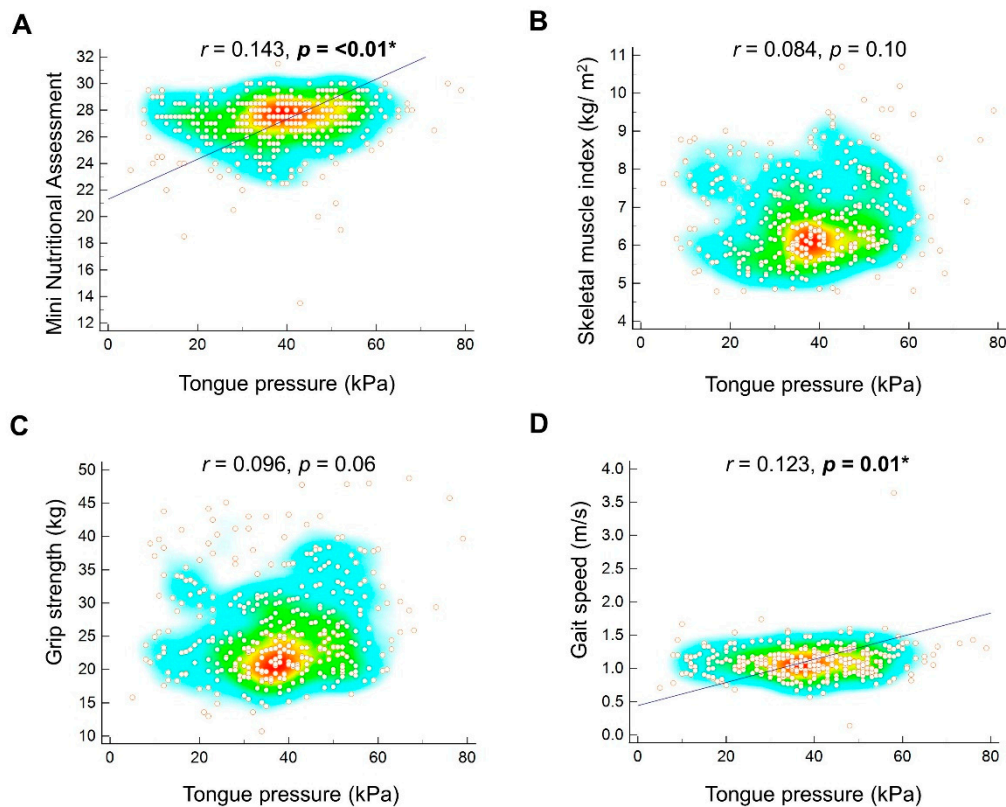 A
r = 0.143, p = <0.01*
Mini Nutritional Assessment
32
30
28
26
24
22
20
18
16
14
12
0 20 40 60 80
Tongue pressure (kPa)
B
r = 0.084, p = 0.10
Skeletal muscle index (kg/ m²)
11
10
9
8
7
6
5
4
0 20 40 60 80
Tongue pressure (kPa)
C
r = 0.096, p = 0.06
Grip strength (kg)
50
45
40
35
30
25
20
15
10
0 20 40 60 80
Tongue pressure (kPa)
D
r = 0.123, p = 0.01*
Gait speed (m/s)
4.0
3.5
3.0
2.5
2.0
1.5
1.0
0.5
0.0
0 20 40 60 80
Tongue pressure (kPa)